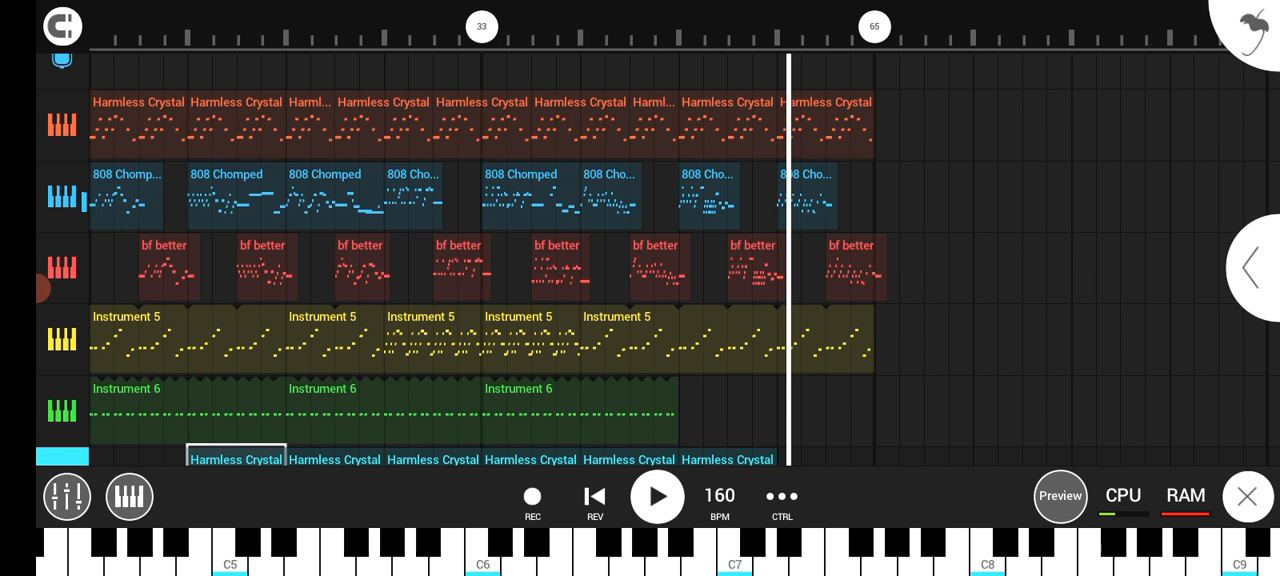 33
65
Harmless Crystal Harmless Crystal Harml... Harmless Crystal Harmless Crystal Harmless Crystal Harml... Harmless Crystal Harmless Crystal
808 Chomp... 808 Chomped 808 Chomped 808 Cho... 808 Chomped 808 Cho... 808 Cho... 808 Cho...
bf better bf better bf better bf better bf better bf better bf better bf better
Instrument 5 Instrument 5 Instrument 5 Instrument 5 Instrument 5
Instrument 6 Instrument 6 Instrument 6
Harmless Crystal Harmless Crystal Harmless Crystal Harmless Crystal Harmless Crystal Harmless Crystal
160 Preview CPU RAM
REC REV BPM CTRL
C5 C6 C7 C8 C9